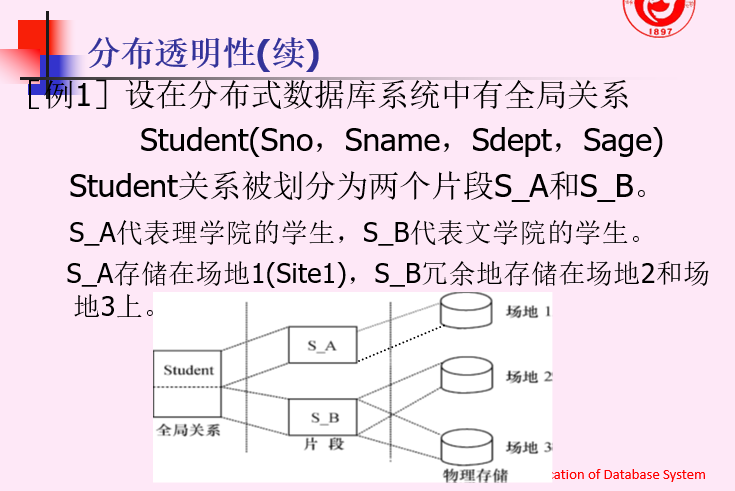 分布透明性(续)
［例1］设在分布式数据库系统中有全局关系
Student(Sno，Sname，Sdept，Sage)
Student关系被划分为两个片段S_A和S_B。
S_A代表理学院的学生，S_B代表文学院的学生。
S_A存储在场地1(Site1)，S_B冗余地存储在场地2和场
地3上。
场地 1
S_A
Student
场地 2
S_B
全局关系
片 段
场地 3
物理存储
cation of Database System
1897